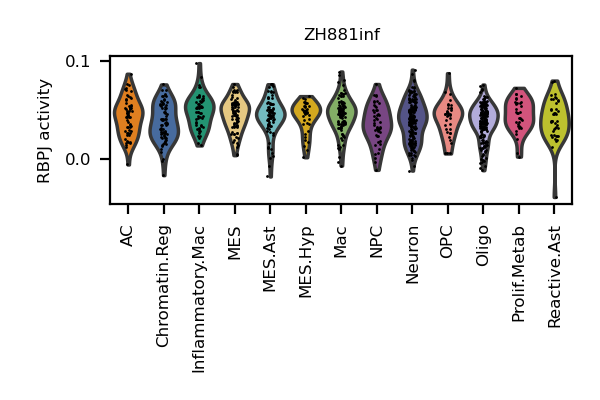 ZH881inf
RBPJ activity
0.1
0.0
AC
Chromatin.Reg
Inflammatory.Mac
MES
MES.Ast
MES.Hyp
Mac
NPC
Neuron
OPC
Oligo
Prolif.Metab
Reactive.Ast